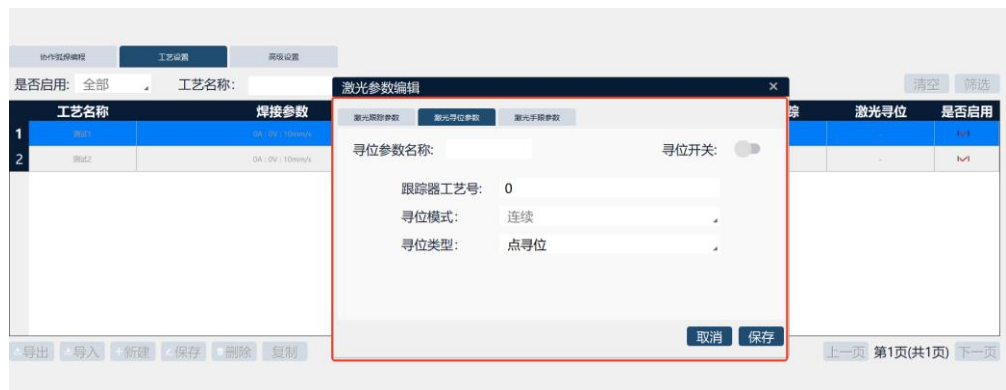 协作弧焊编程 工艺设置 高级设置
是否启用: 全部 工艺名称: 清空 筛选
激光参数编辑 ×
工艺名称 焊接参数 踪 激光寻位 是否启用
激光跟踪参数 激光寻位参数 激光手眼参数
1 测试1 0A : 0V : 10mm/s -
2 测试2 0A : 0V : 10mm/s -
寻位参数名称: 寻位开关:
跟踪器工艺号: 0
寻位模式: 连续
寻位类型: 点寻位
取消 保存
导出 导入 +新建 保存 删除 复制 上一页 第1页(共1页) 下一页